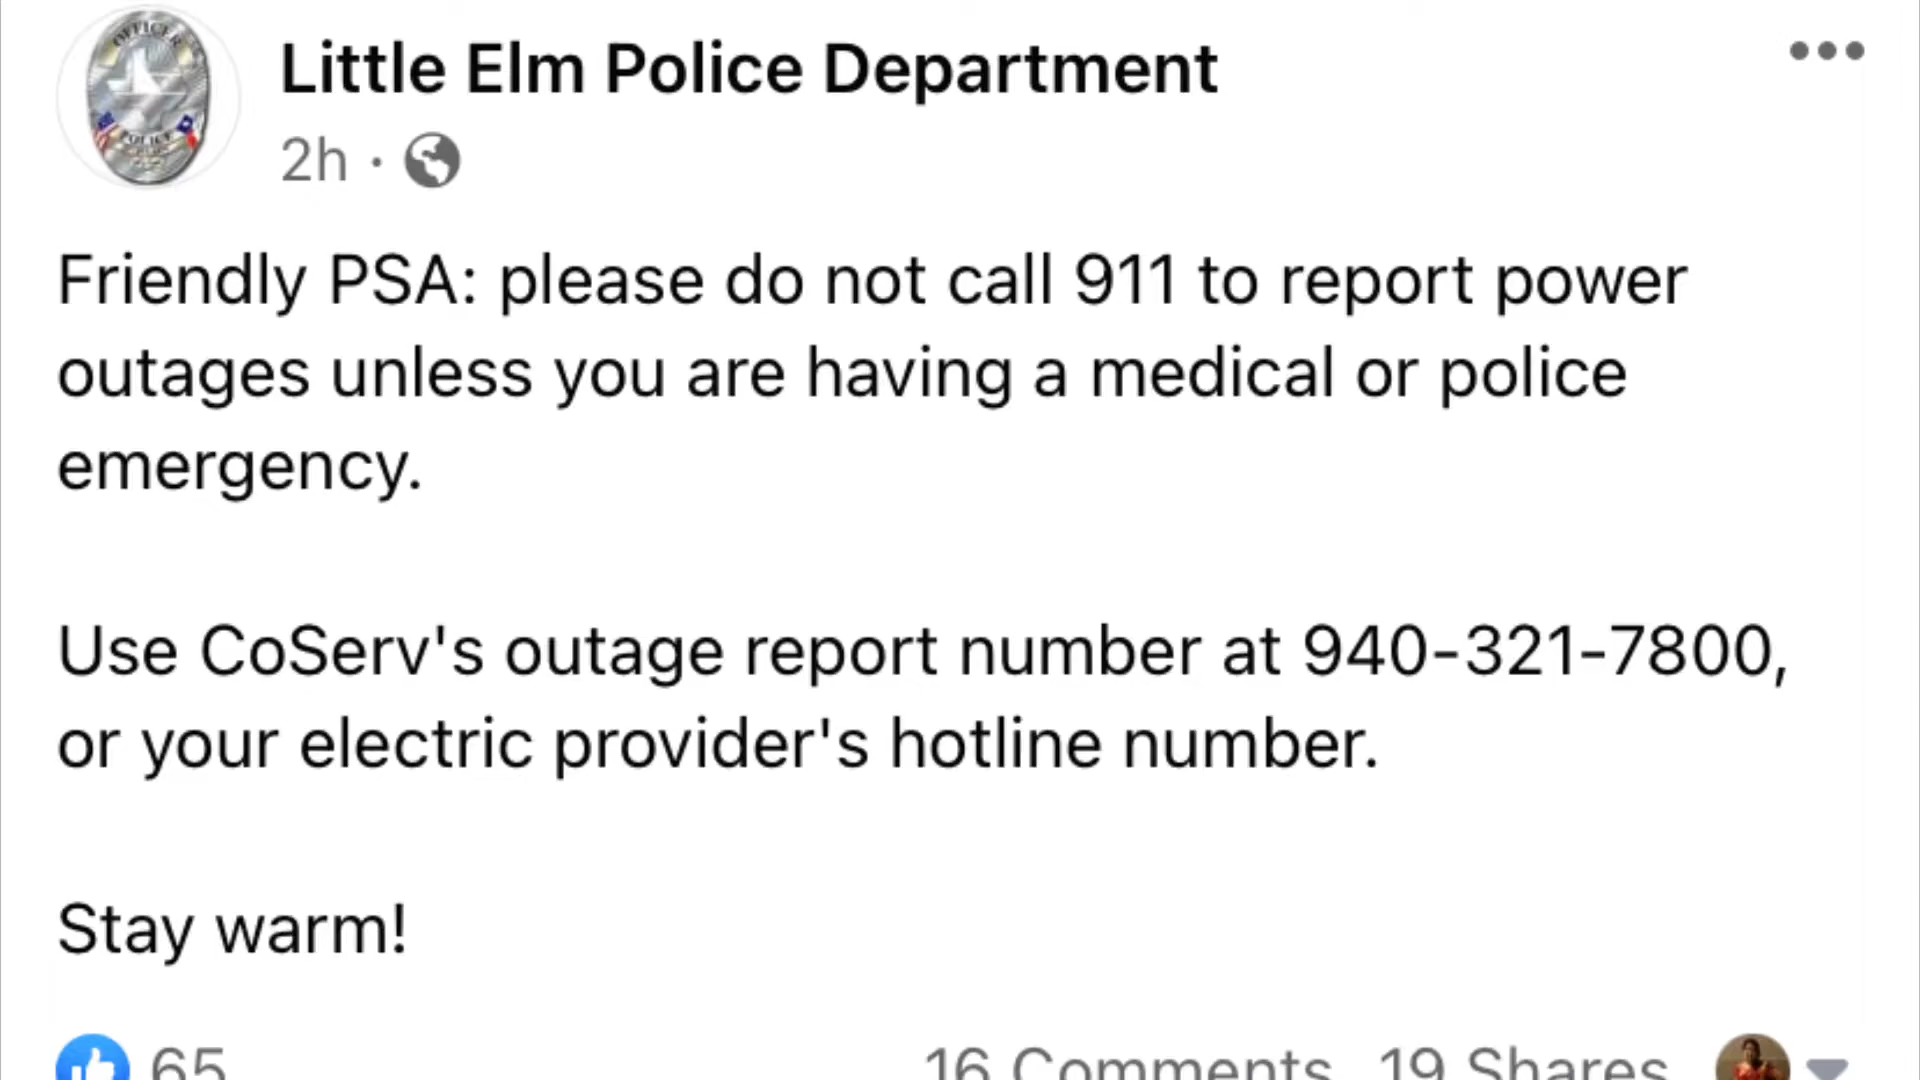 OFFICER
POLICE
Little Elm Police Department
2h ·
Friendly PSA: please do not call 911 to report power
outages unless you are having a medical or police
emergency.
Use CoServ's outage report number at 940-321-7800,
or your electric provider's hotline number.
Stay warm!
65
16 Comments 19 Shares